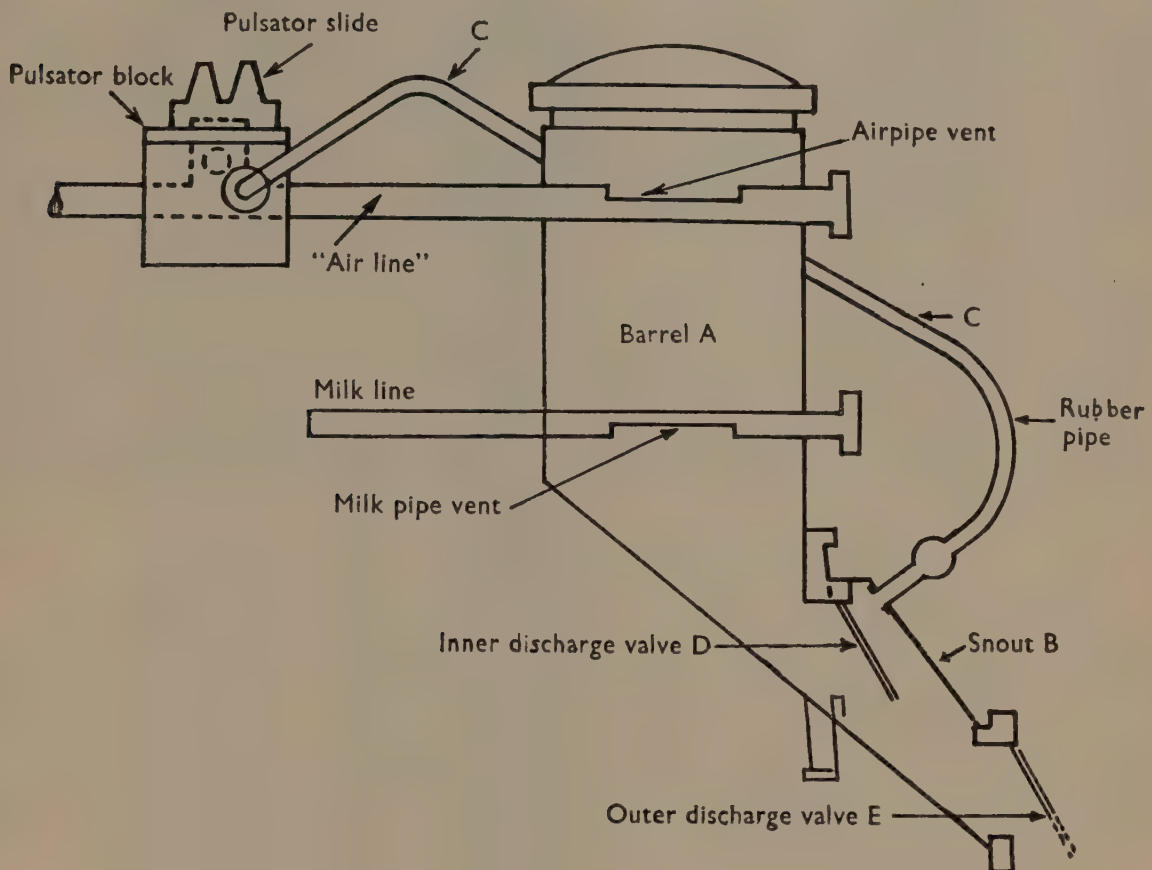 Pulsator slide
C
Pulsator block
Airpipe vent
"Air line"
C
Barrel A
Milk line
Rubber
pipe
Milk pipe vent
Inner discharge valve D
Snout B
Outer discharge valve E